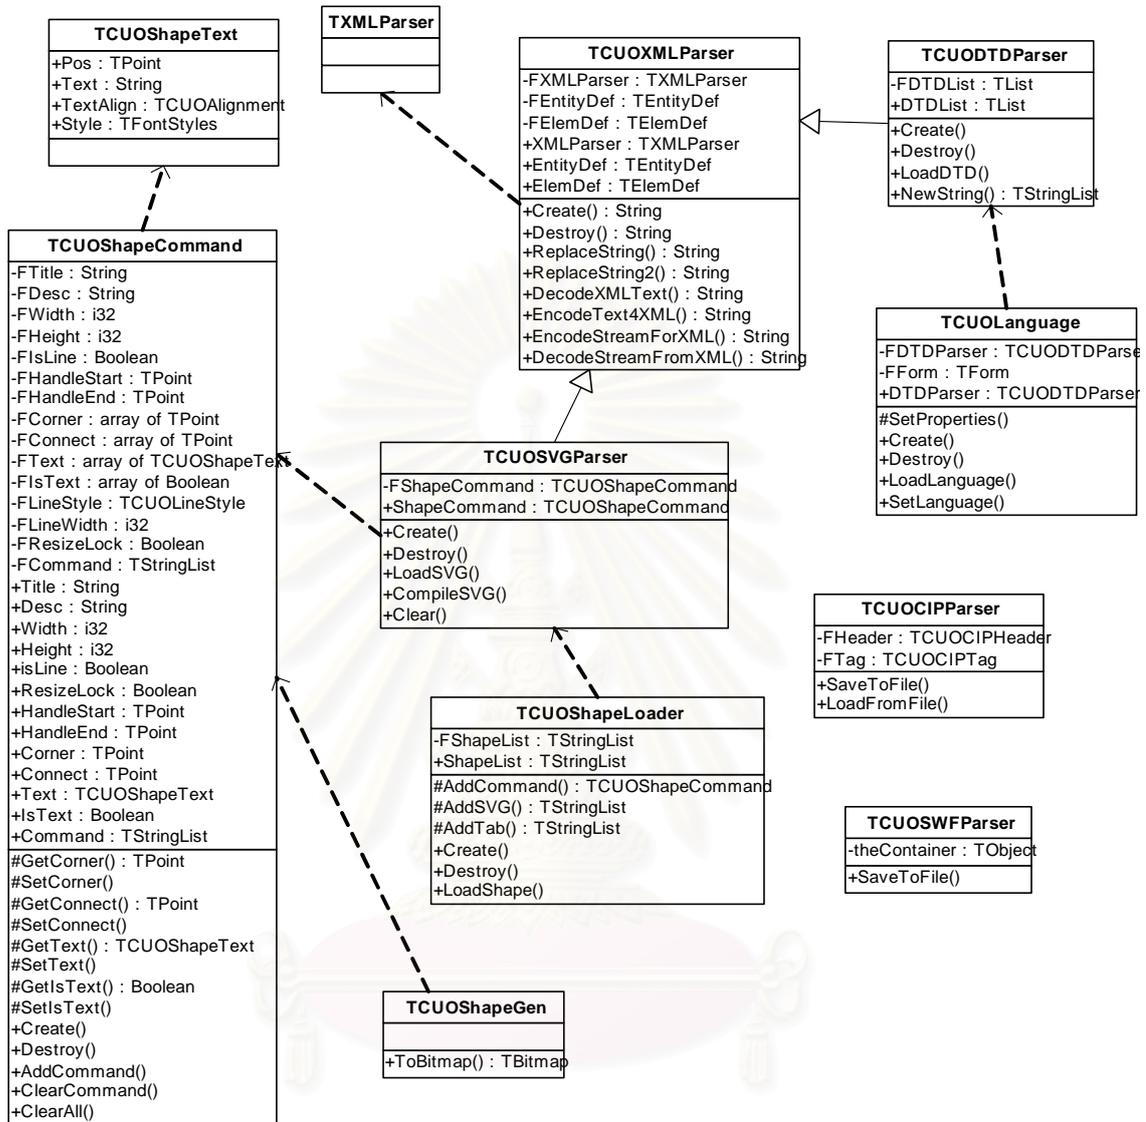 TCUOShapeText
+Pos : TPoint
+Text : String
+TextAlign : TCUOAlignment
+Style : TFontStyles
TXMLParser
TCUOXMLParser
-FXMLParser : TXMLParser
-FEntityDef : TEntityDef
-FElemDef : TElemDef
+XMLParser : TXMLParser
+EntityDef : TEntityDef
+ElemDef : TElemDef
+Create() : String
+Destroy() : String
+ReplaceString() : String
+ReplaceString2() : String
+DecodeXMLText() : String
+EncodeText4XML() : String
+EncodeStreamForXML() : String
+DecodeStreamFromXML() : String
TCUODTDParser
-FDTDList : TList
+DTDList : TList
+Create()
+Destroy()
+LoadDTD()
+NewString() : TStringList
TCUOShapeCommand
-FTitle : String
-FDesc : String
-FWidth : i32
-FHeight : i32
-FIsLine : Boolean
-FHandleStart : TPoint
-FHandleEnd : TPoint
-FCorner : array of TPoint
-FConnect : array of TPoint
-FText : array of TCUOShapeText
-FIsText : array of Boolean
-FLineStyle : TCUOLineStyle
-FLineWidth : i32
-FResizeLock : Boolean
-FCommand : TStringList
+Title : String
+Desc : String
+Width : i32
+Height : i32
+isLine : Boolean
+ResizeLock : Boolean
+HandleStart : TPoint
+HandleEnd : TPoint
+Corner : TPoint
+Connect : TPoint
+Text : TCUOShapeText
+IsText : Boolean
+Command : TStringList
#GetCorner() : TPoint
#SetCorner()
#GetConnect() : TPoint
#SetConnect()
#GetText() : TCUOShapeText
#SetText()
#GetIsText() : Boolean
#SetIsText()
+Create()
+Destroy()
+AddCommand()
+ClearCommand()
+ClearAll()
TCUOLanguage
-FDTDParser : TCUODTDParse
-FForm : TForm
+DTDParser : TCUODTDParser
#SetProperties()
+Create()
+Destroy()
+LoadLanguage()
+SetLanguage()
TCUOSVGParser
-FShapeCommand : TCUOShapeCommand
+ShapeCommand : TCUOShapeCommand
+Create()
+Destroy()
+LoadSVG()
+CompileSVG()
+Clear()
TCUOCIPParser
-FHeader : TCUOCIPHeader
-FTag : TCUOCIPTag
+SaveToFile()
+LoadFromFile()
TCUOShapeLoader
-FShapeList : TStringList
+ShapeList : TStringList
#AddCommand() : TCUOShapeCommand
#AddSVG() : TStringList
#AddTab() : TStringList
+Create()
+Destroy()
+LoadShape()
TCUOSWFParser
-theContainer : TObject
+SaveToFile()
TCUOShapeGen
+ToBitmap() : TBitmap